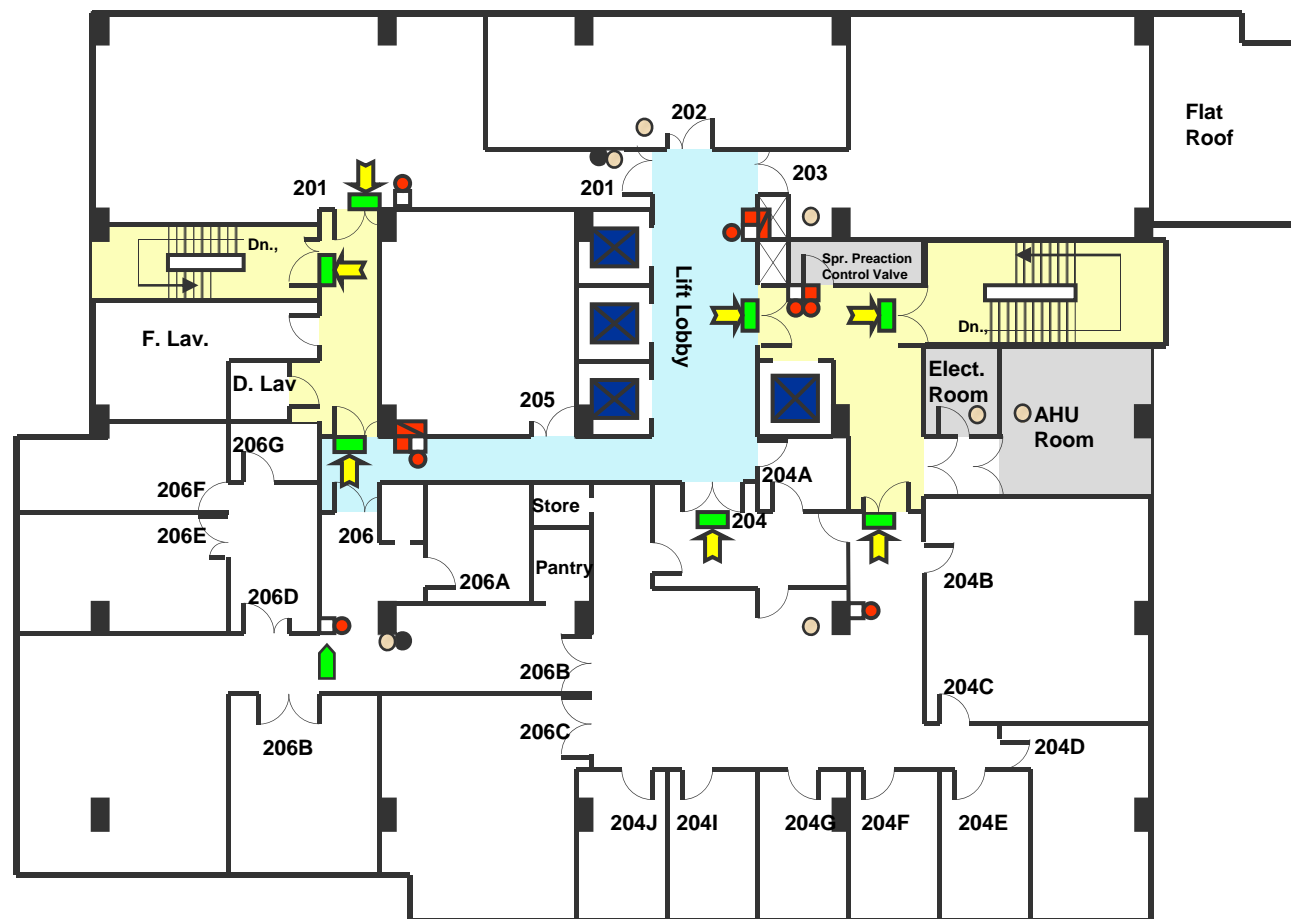 202
Flat
Roof
201
201
203
Dn.,
Spr. Preaction
Control Valve
Lift Lobby
Dn.,
F. Lav.
D. Lav
Elect.
Room
205
AHU
Room
206G
204A
206F
Store
206E
206
204
Pantry
206A
204B
206D
206B
204C
206C
206B
204D
204J
204I
204G
204F
204E